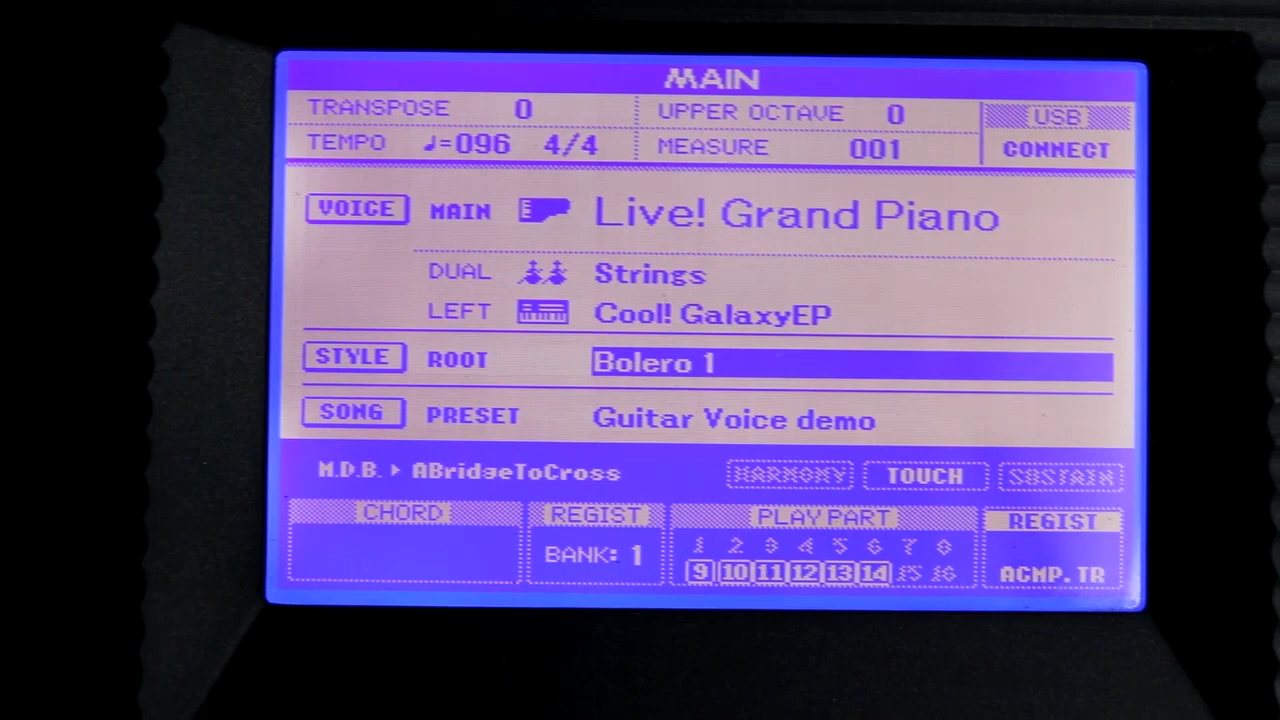 MAIN
TRANSPOSE 0 UPPER OCTAVE 0 USB
TEMPO ♩=096 4/4 MEASURE 001 CONNECT
VOICE MAIN Live! Grand Piano
DUAL Strings
LEFT Cool! GalaxyEP
STYLE ROOT Bolero 1
SONG PRESET Guitar Voice demo
M.D.B. ▸ ABridgeToCross HARMONY TOUCH SUSTAIN
CHORD REGIST PLAY PART REGIST
BANK: 1 1 2 3 4 5 6 7 8
9 10 11 12 13 14 15 16 ACMP.TR